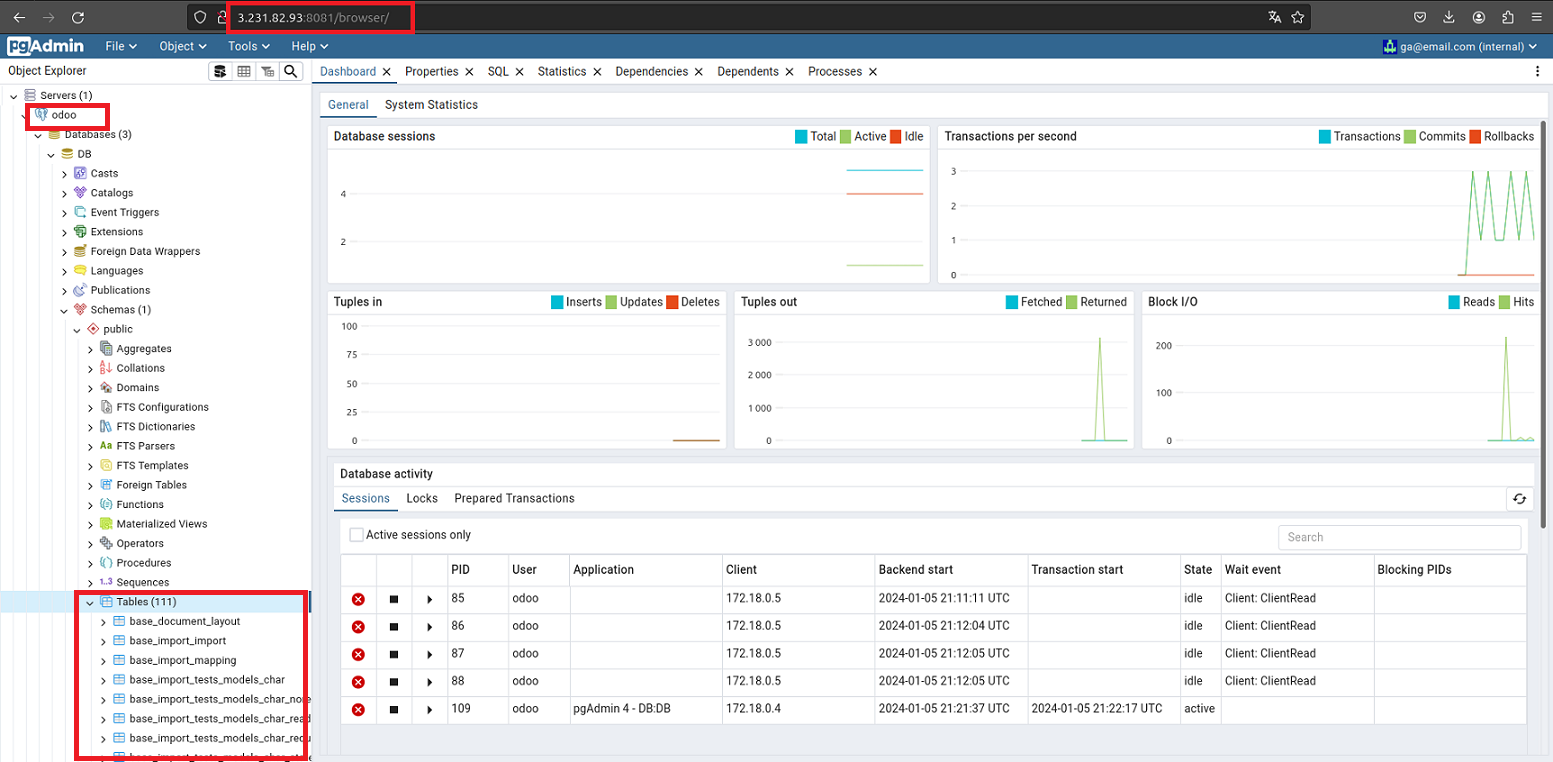 3.231.82.93:8081/browser/
pgAdmin File Object Tools Help ga@email.com (internal)
Object Explorer
Dashboard Properties SQL Statistics Dependencies Dependents Processes
Servers (1)
odoo
Databases (3)
DB
Casts
Catalogs
Event Triggers
Extensions
Foreign Data Wrappers
Languages
Publications
Schemas (1)
public
Aggregates
Collations
Domains
FTS Configurations
FTS Dictionaries
Aa FTS Parsers
FTS Templates
Foreign Tables
Functions
Materialized Views
Operators
Procedures
1..3 Sequences
Tables (111)
base_document_layout
base_import_import
base_import_mapping
base_import_tests_models_char
base_import_tests_models_char_nore
base_import_tests_models_char_read
base_import_tests_models_char_requ
General System Statistics
Database sessions Total Active Idle
4
2
Transactions per second Transactions Commits Rollbacks
3
2
1
0
Tuples in Inserts Updates Deletes
100
75
50
25
0
Tuples out Fetched Returned
3 000
2 000
1 000
0
Block I/O Reads Hits
200
100
0
Database activity
Sessions Locks Prepared Transactions
Active sessions only Search
PID User Application Client Backend start Transaction start State Wait event Blocking PIDs
85 odoo 172.18.0.5 2024-01-05 21:11:11 UTC idle Client: ClientRead
86 odoo 172.18.0.5 2024-01-05 21:12:04 UTC idle Client: ClientRead
87 odoo 172.18.0.5 2024-01-05 21:12:05 UTC idle Client: ClientRead
88 odoo 172.18.0.5 2024-01-05 21:12:05 UTC idle Client: ClientRead
109 odoo pgAdmin 4 - DB:DB 172.18.0.4 2024-01-05 21:21:37 UTC 2024-01-05 21:22:17 UTC active